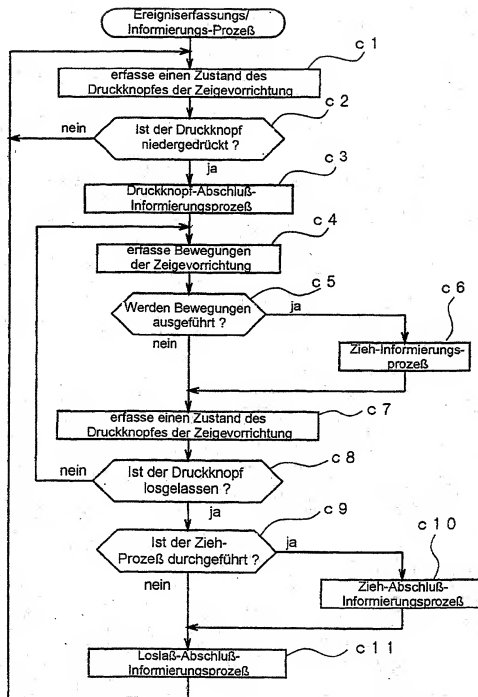 Ereigniserfassungs/
Informierungs-Prozeß
c 1
erfasse einen Zustand des
Druckknopfes der Zeigevorrichtung
c 2
nein
Ist der Druckknopf
niedergedrückt ?
ja
c 3
Druckknopf-Abschluß-
Informierungsprozeß
c 4
erfasse Bewegungen
der Zeigevorrichtung
c 5
Werden Bewegungen
ausgeführt ?
ja
c 6
nein
Zieh-Informierungs-
prozeß
c 7
erfasse einen Zustand des
Druckknopfes der Zeigevorrichtung
c 8
nein
Ist der Druckknopf
losgelassen ?
ja
c 9
Ist der Zieh-
Prozeß durchgeführt ?
ja
c 1 0
nein
Zieh-Abschluß-
Informierungsprozeß
c 1 1
Loslaß-Abschluß-
Informierungsprozeß